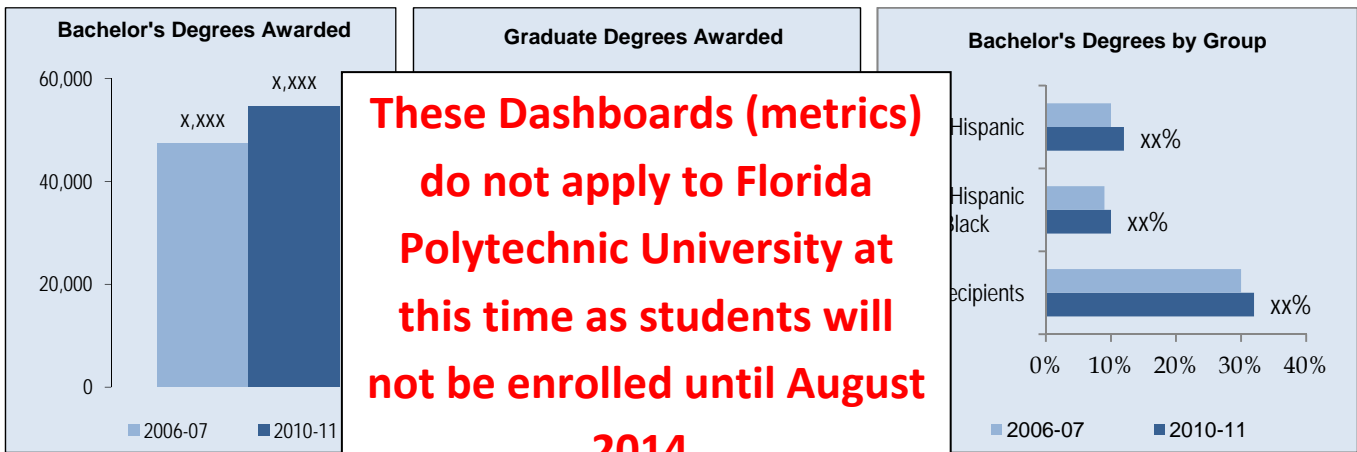 Bachelor's Degrees Awarded
60,000
40,000
20,000
0
x,xxx
x,xxx
2006-07
2010-11
Graduate Degrees Awarded
These Dashboards (metrics)
do not apply to Florida
Polytechnic University at
this time as students will
not be enrolled until August
2014
Bachelor's Degrees by Group
Hispanic
xx%
Hispanic
xx%
xx%
0%
10%
20%
30%
40%
2006-07
2010-11